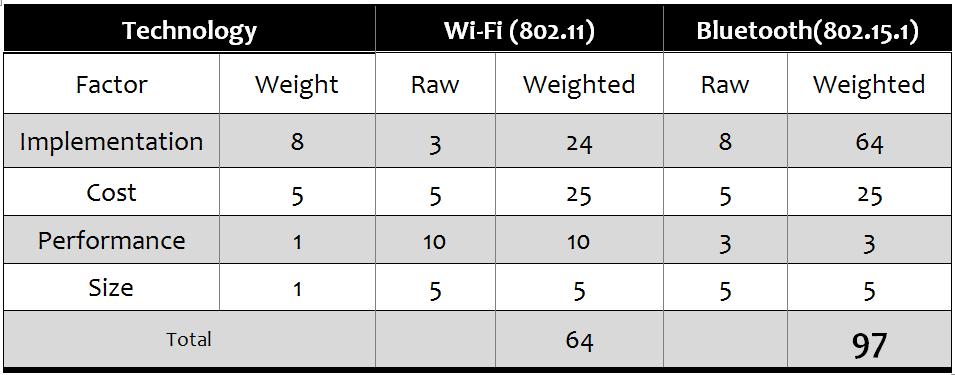 Technology Wi-Fi (802.11) Bluetooth(802.15.1)
Factor Weight Raw Weighted Raw Weighted
Implementation 8 3 24 8 64
Cost 5 5 25 5 25
Performance 1 10 10 3 3
Size 1 5 5 5 5
Total 64 97